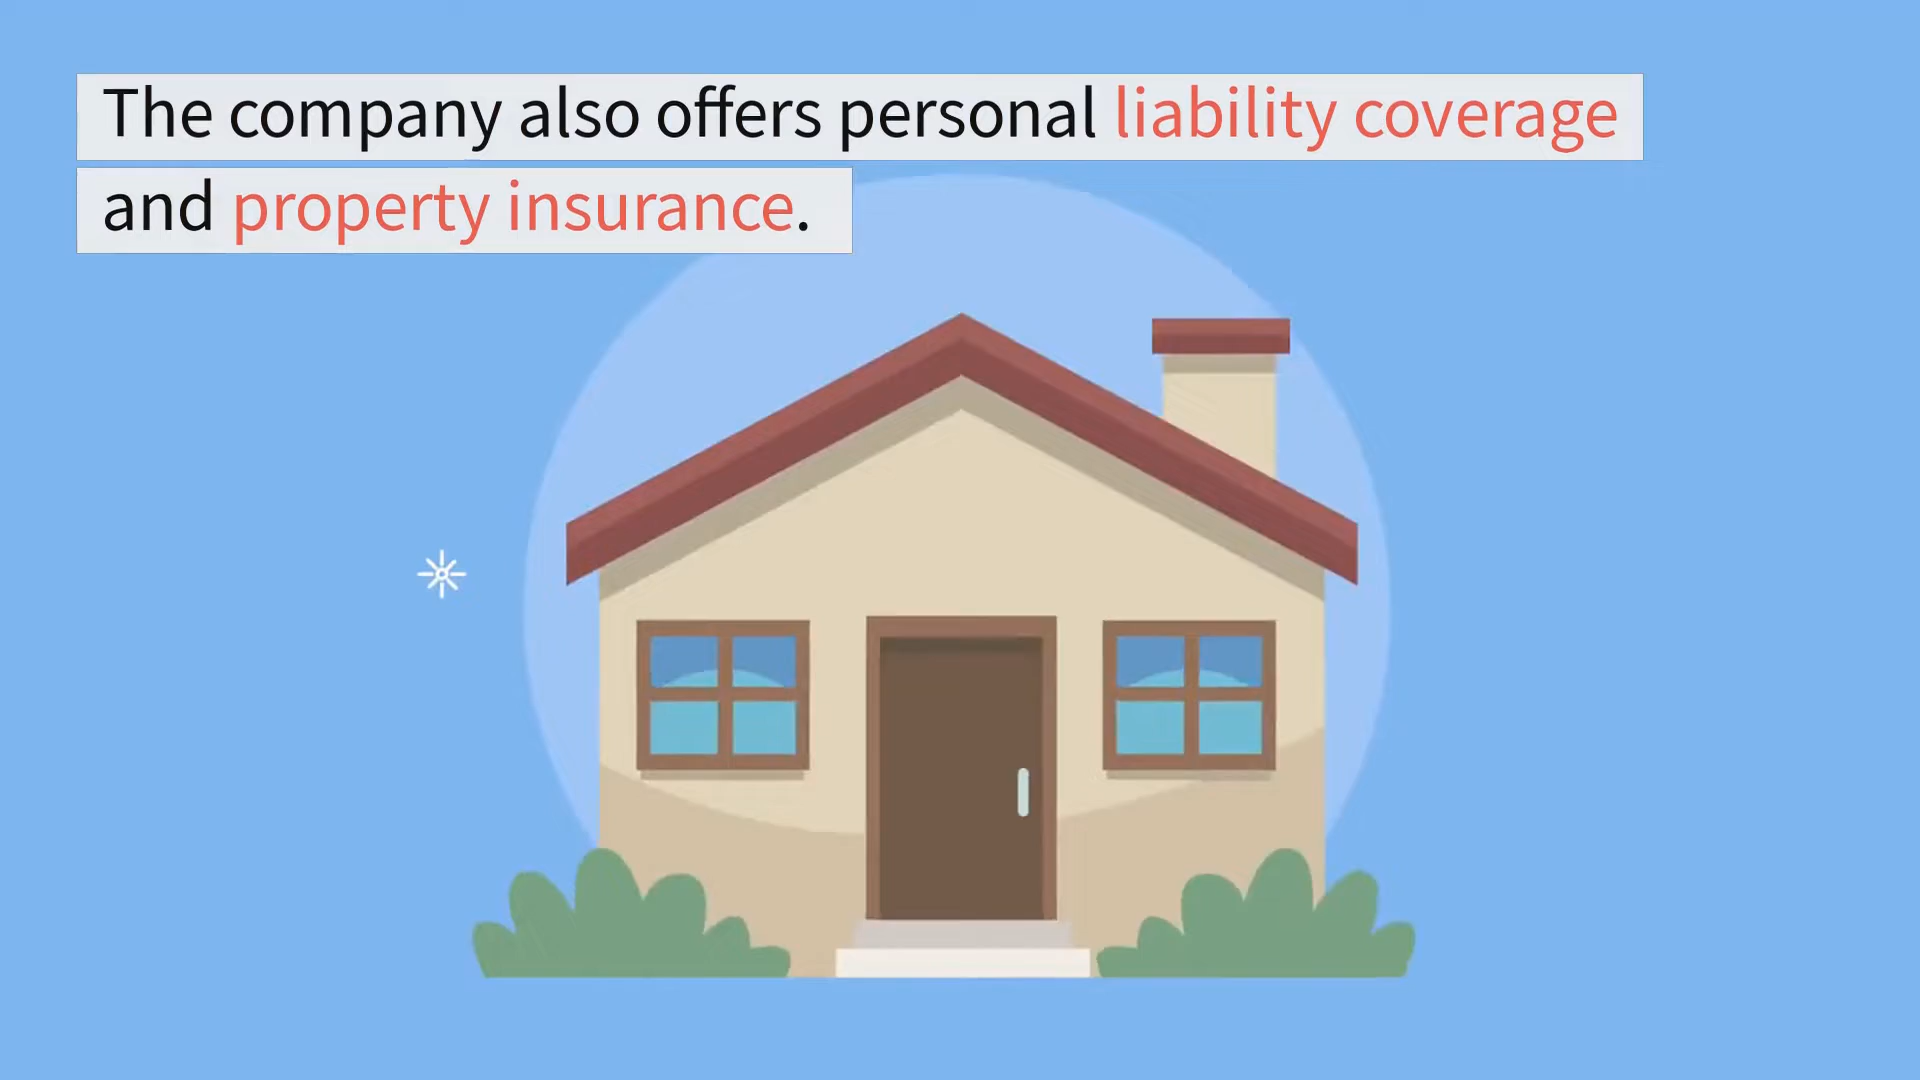 The company also offers personal liability coverage
and property insurance.